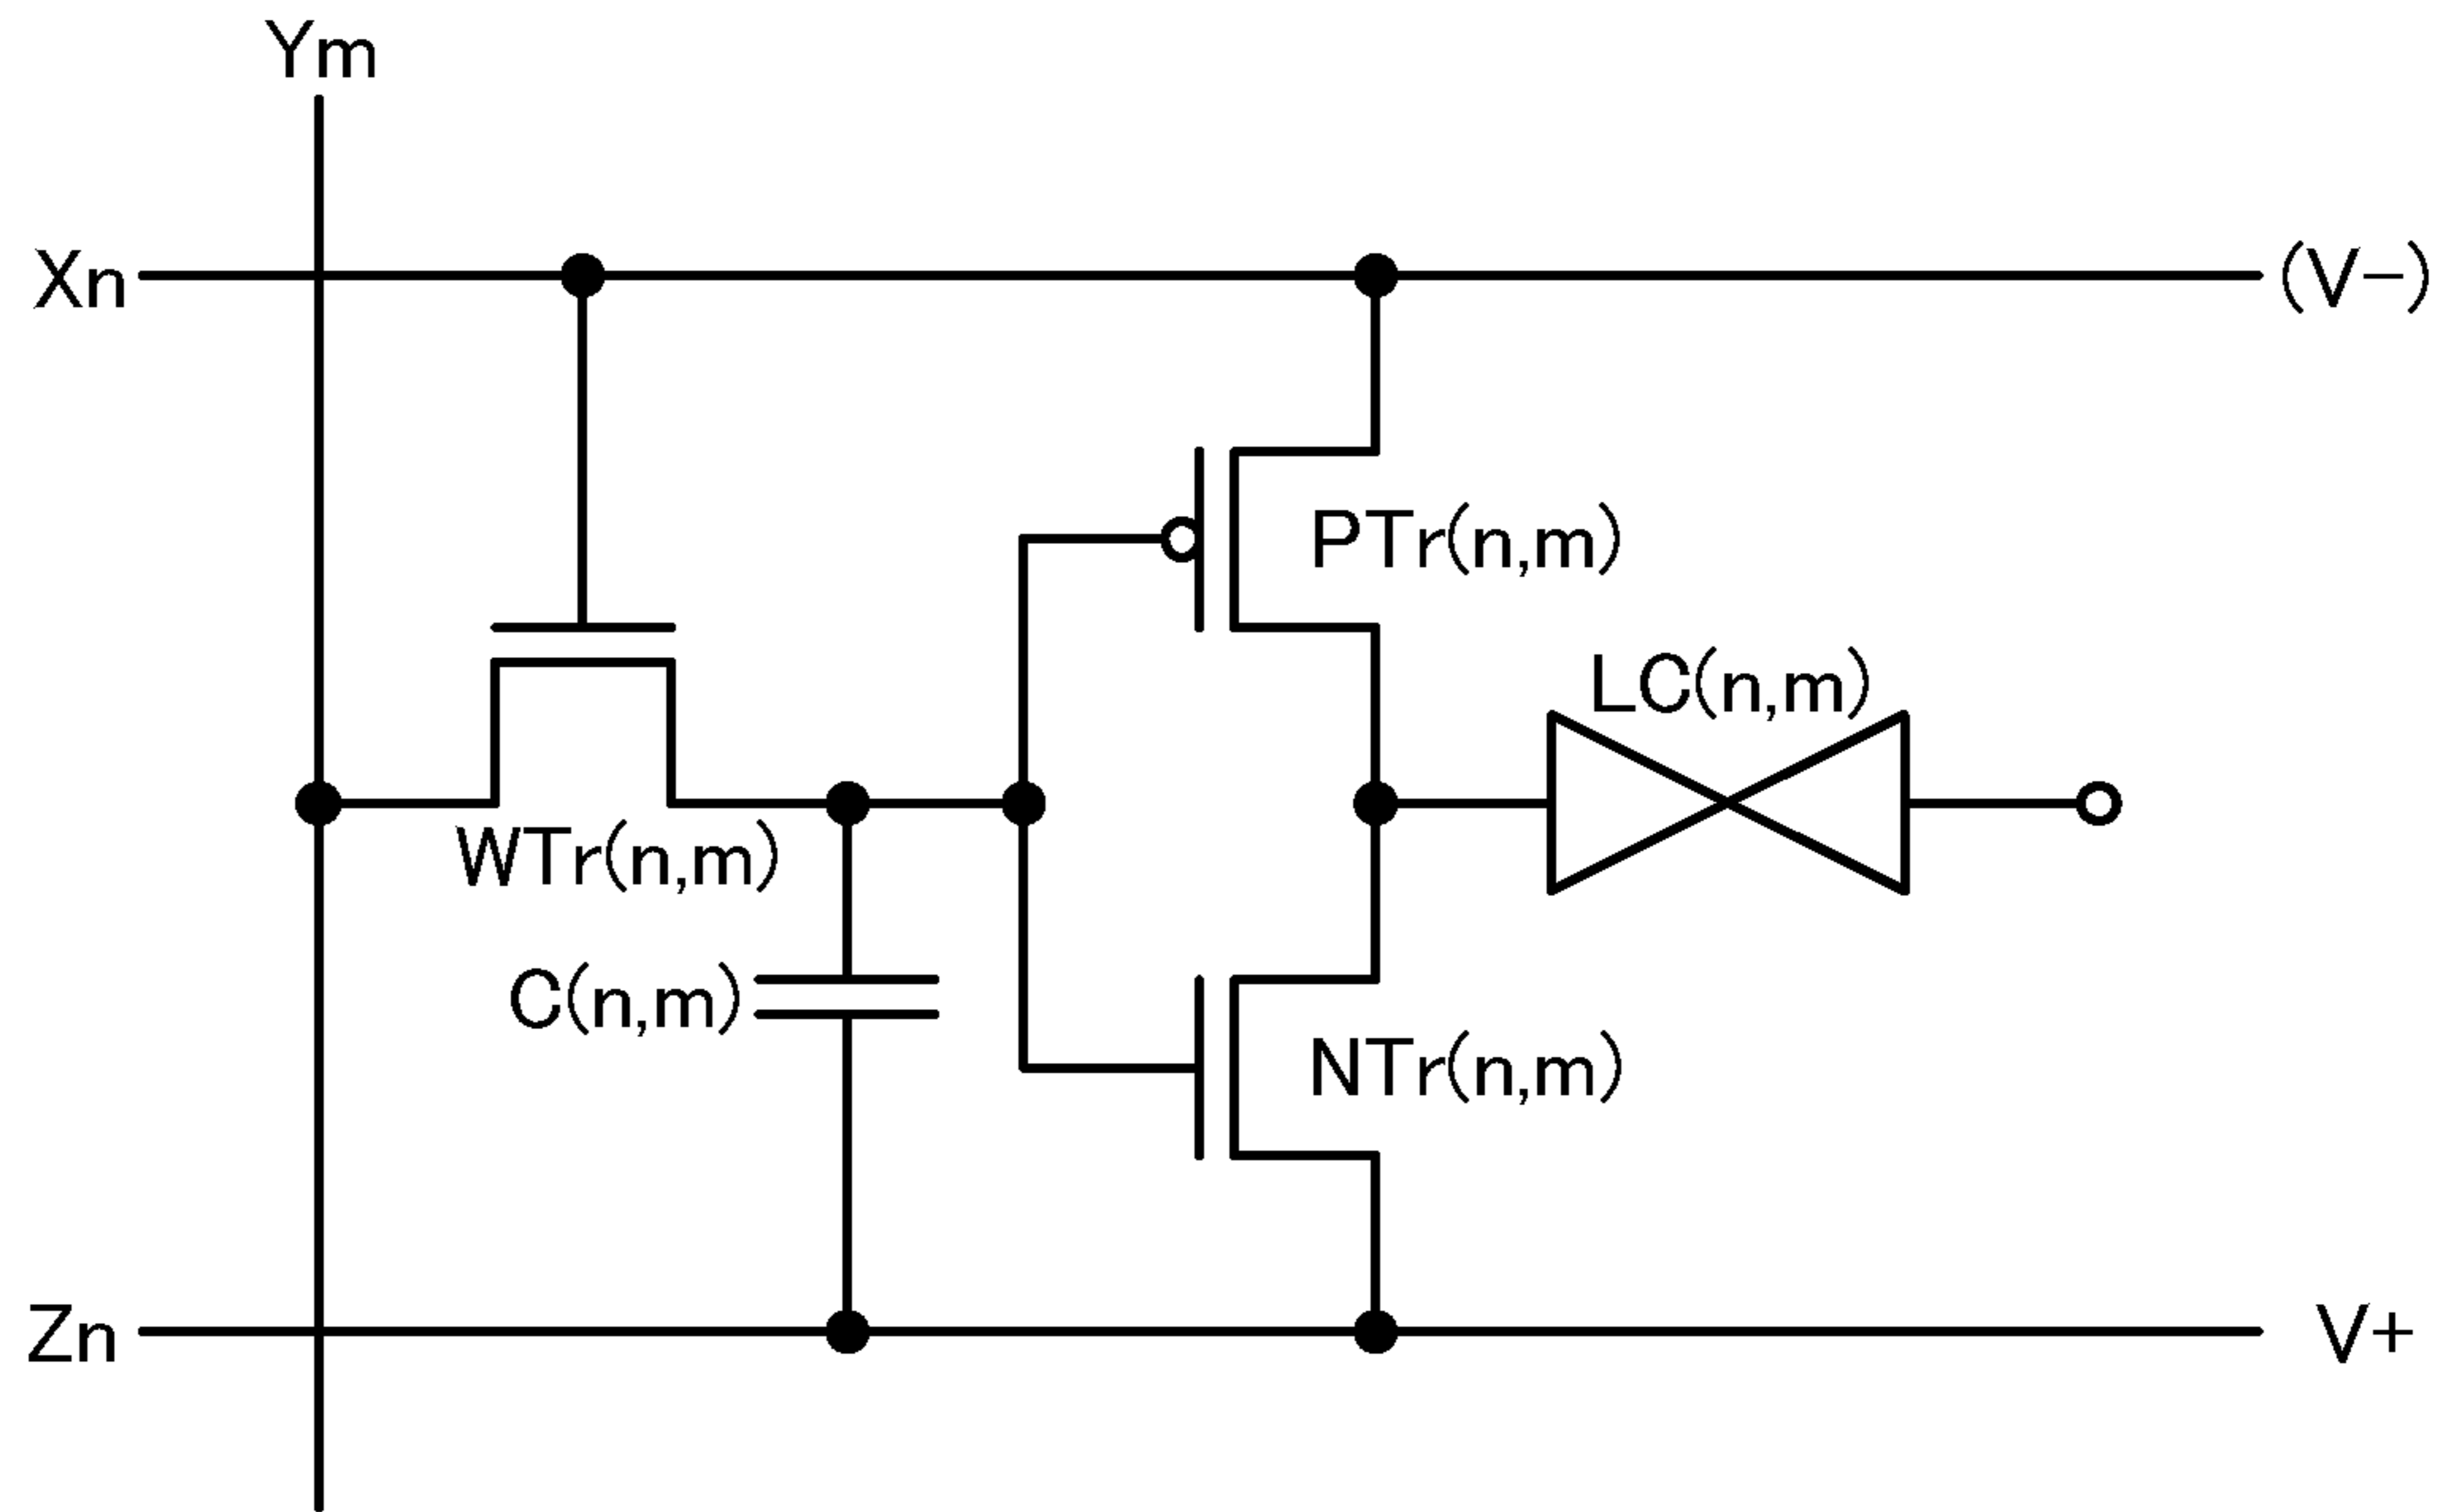 Ym
Xn
(V−)
PTr(n,m)
LC(n,m)
WTr(n,m)
C(n,m)
NTr(n,m)
Zn
V+